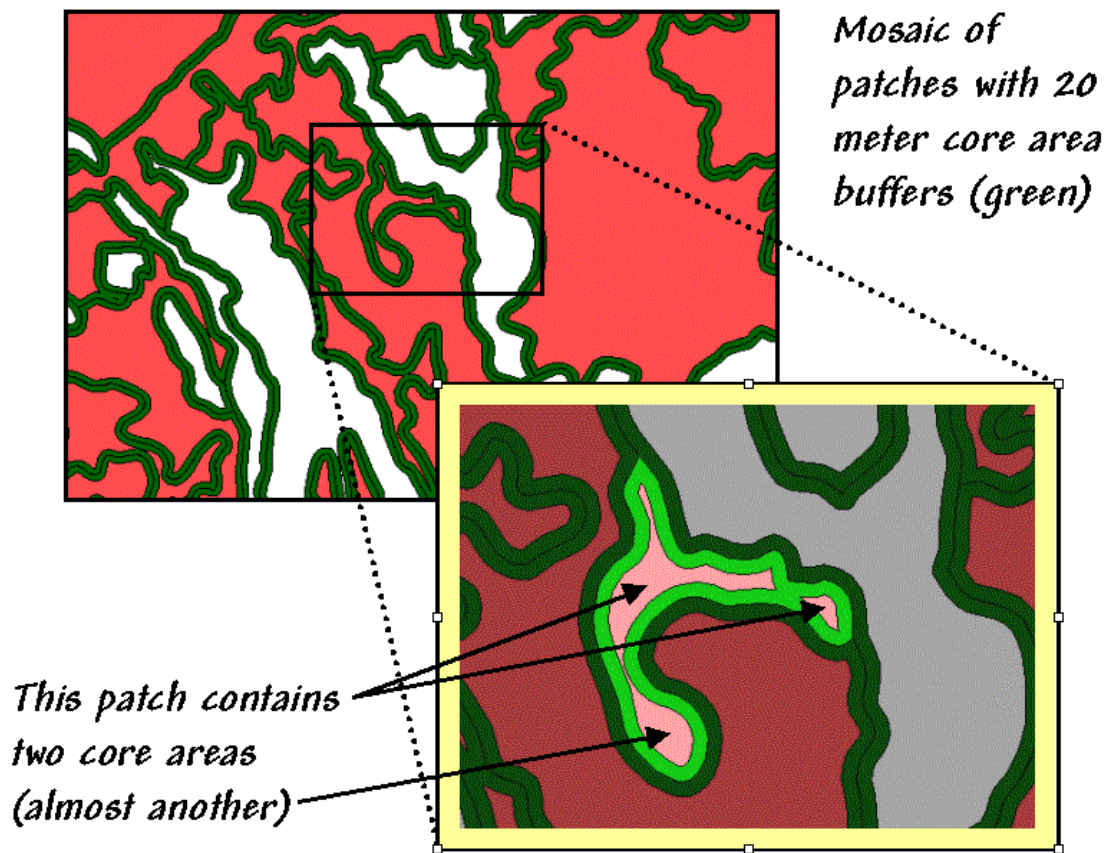 Mosaic of
patches with 20
meter core area
buffers (green)
This patch contains
two core areas
(almost another)